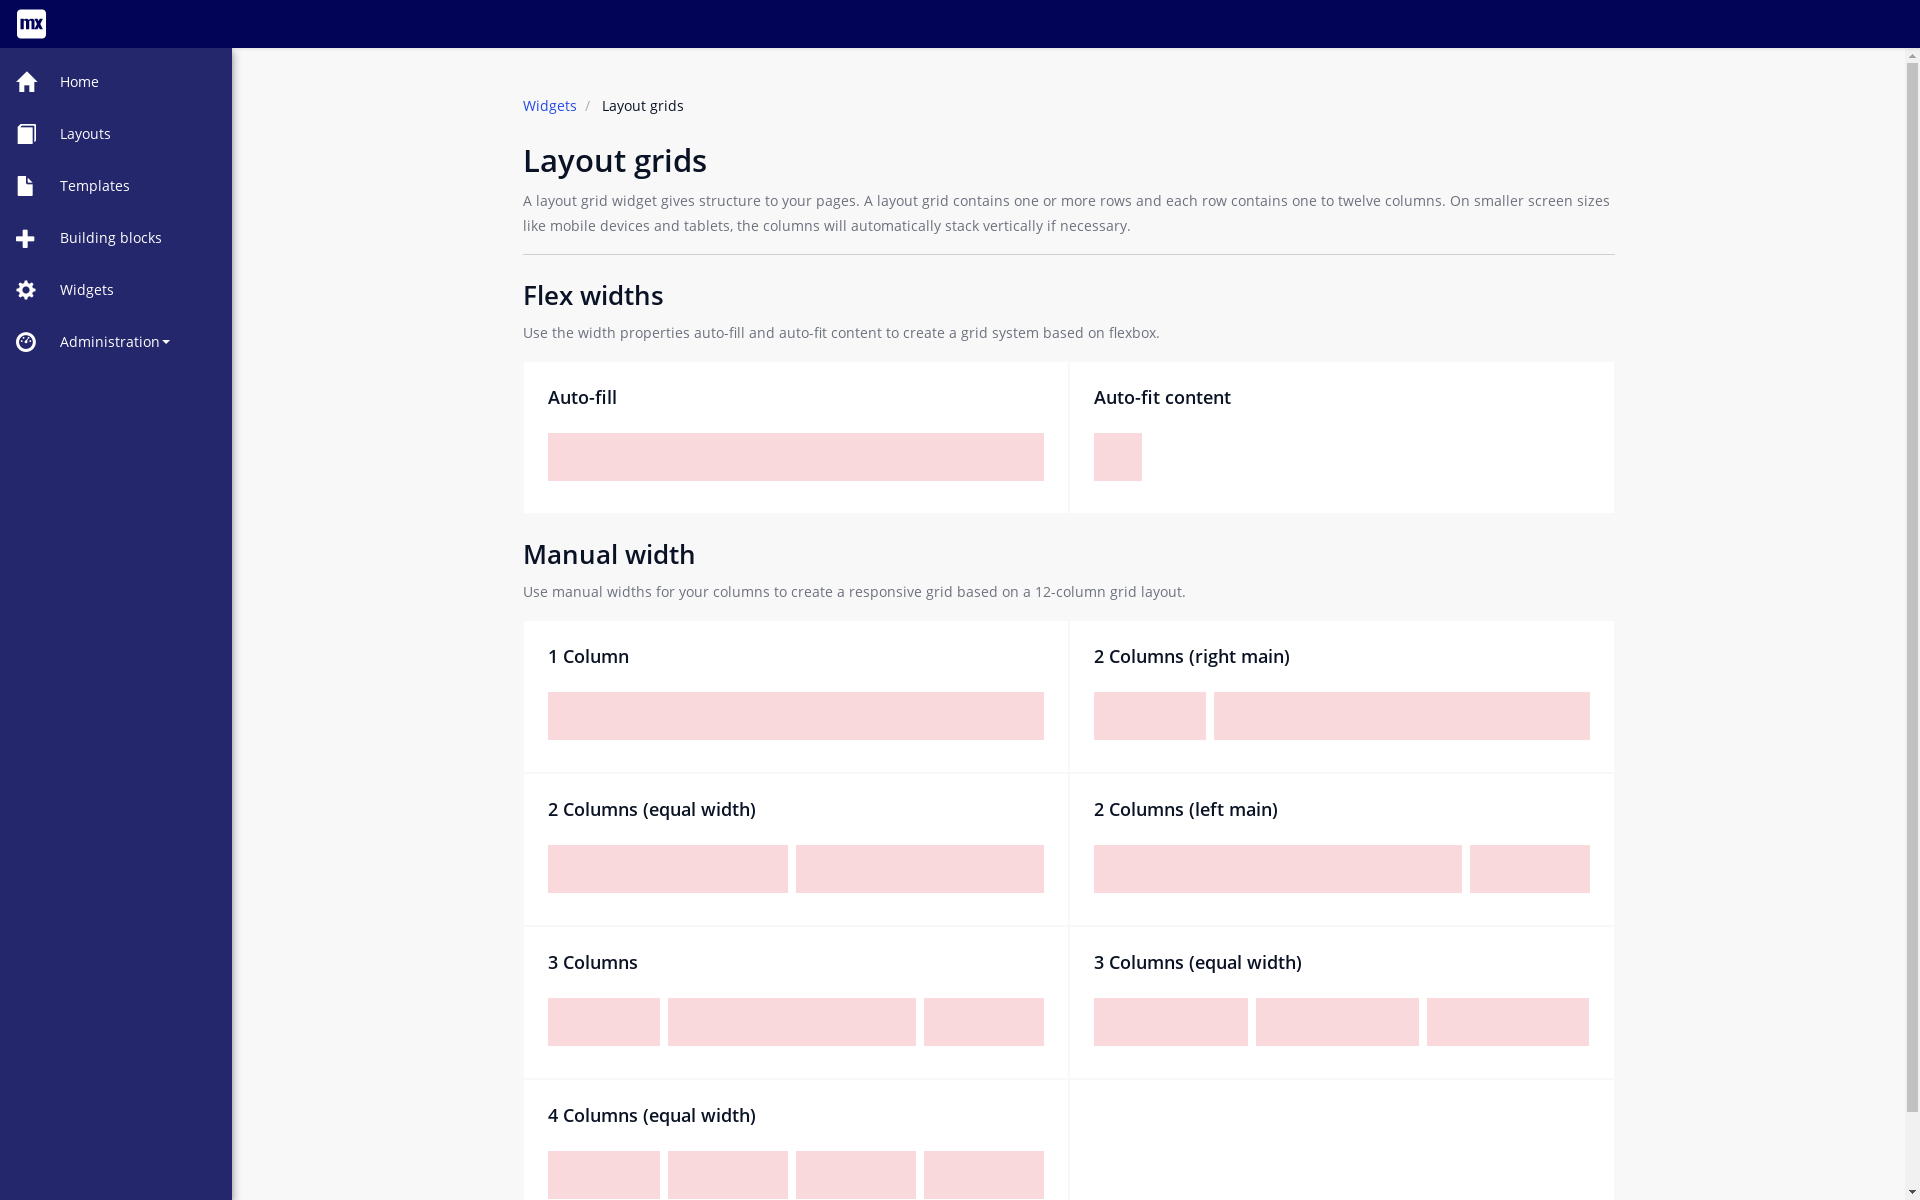 mx
Home
Layouts
Templates
Building blocks
Widgets
Administration
Widgets / Layout grids
Layout grids
A layout grid widget gives structure to your pages. A layout grid contains one or more rows and each row contains one to twelve columns. On smaller screen sizes
like mobile devices and tablets, the columns will automatically stack vertically if necessary.
Flex widths
Use the width properties auto-fill and auto-fit content to create a grid system based on flexbox.
Auto-fill
Auto-fit content
Manual width
Use manual widths for your columns to create a responsive grid based on a 12-column grid layout.
1 Column
2 Columns (right main)
2 Columns (equal width)
2 Columns (left main)
3 Columns
3 Columns (equal width)
4 Columns (equal width)